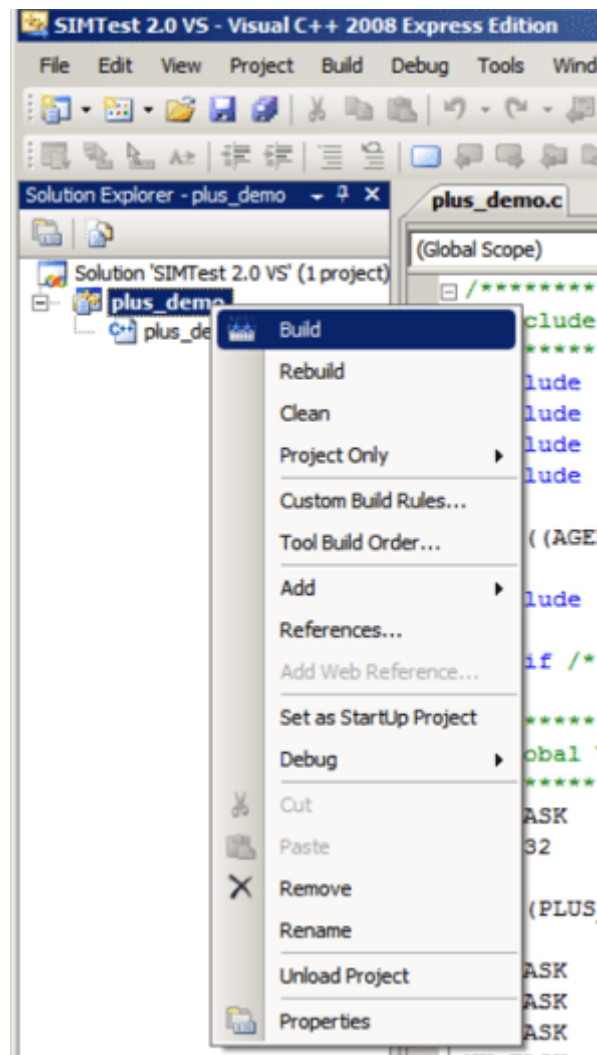 SIMTest 2.0 VS - Visual C++ 2008 Express Edition
File Edit View Project Build Debug Tools Wind
Solution Explorer - plus_demo
plus_demo.c
(Global Scope)
Solution 'SIMTest 2.0 VS' (1 project)
plus_demo
plus_de
Build
Rebuild
Clean
Project Only
Custom Build Rules...
Tool Build Order...
Add
References...
Add Web Reference...
Set as StartUp Project
Debug
Cut
Paste
Remove
Rename
Unload Project
Properties
/*********
clude
*****
lude
lude
lude
lude
((AGE
lude
if /*
*****
obal
*****
ASK
32
(PLUS_
ASK
ASK
ASK